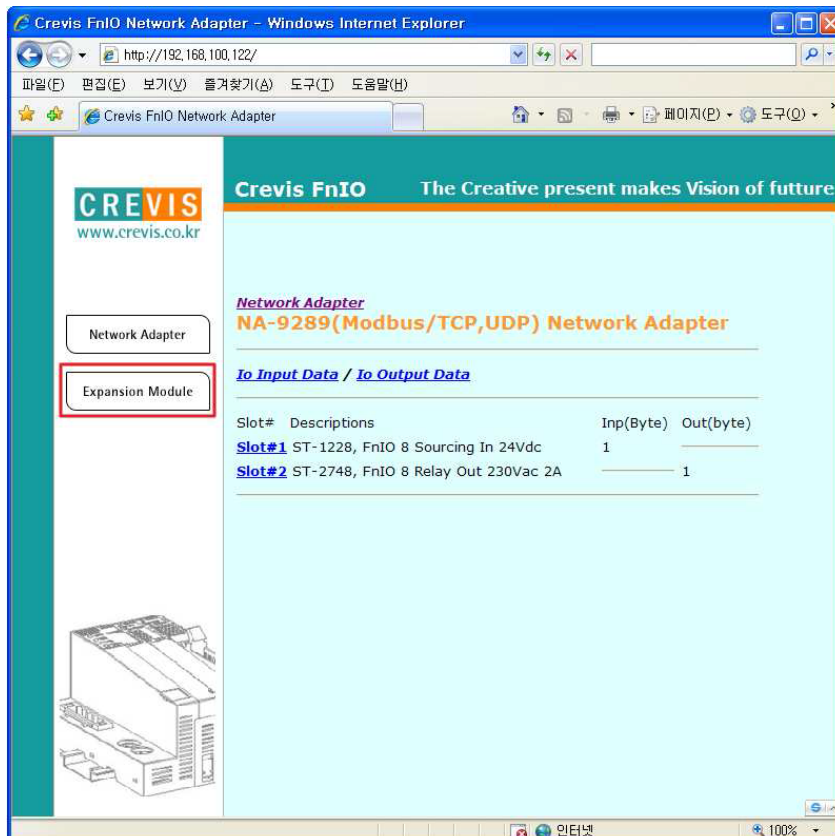 Crevis FnIO Network Adapter - Windows Internet Explorer
http://192,168,100,122/
파일(F) 편집(E) 보기(V) 즐겨찾기(A) 도구(T) 도움말(H)
Crevis FnIO Network Adapter
페이지(P) 도구(O)
CREVIS
www.crevis.co.kr
Crevis FnIO The Creative present makes Vision of futture
Network Adapter
Expansion Module
Network Adapter
NA-9289(Modbus/TCP,UDP) Network Adapter
Io Input Data / Io Output Data
Slot# Descriptions Inp(Byte) Out(byte)
Slot#1 ST-1228, FnIO 8 Sourcing In 24Vdc 1
Slot#2 ST-2748, FnIO 8 Relay Out 230Vac 2A 1
인터넷 100%